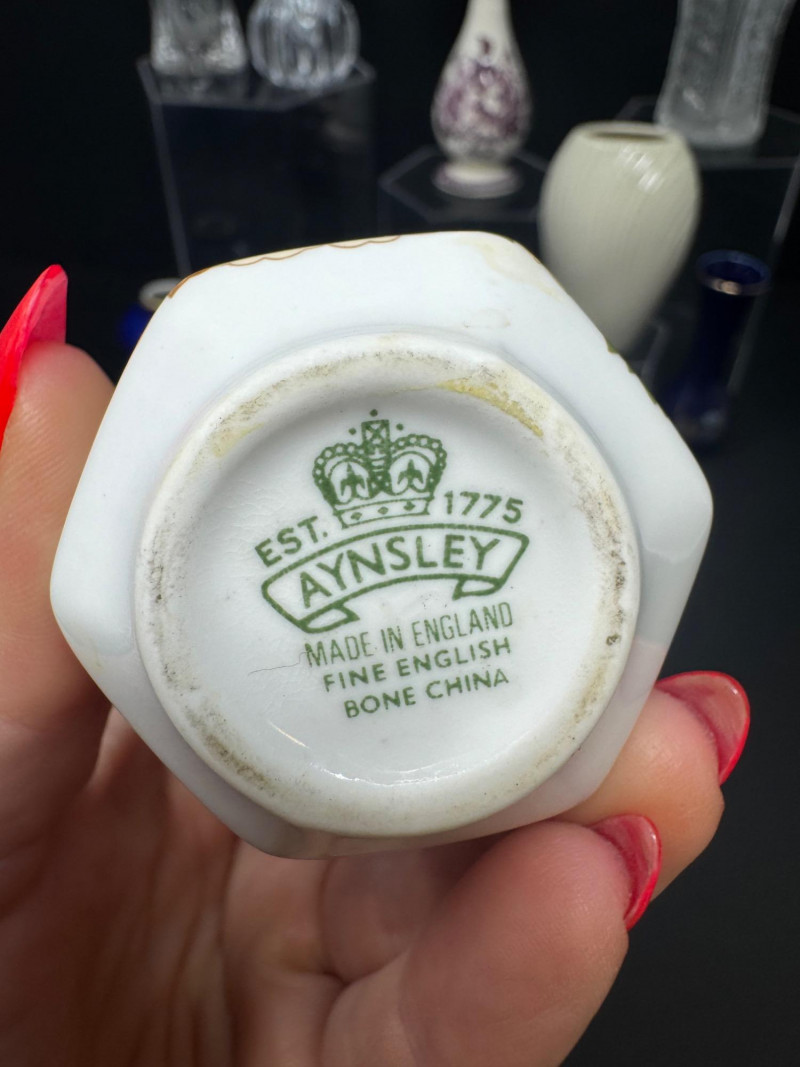 EST. 1775
AYNSLEY
MADE IN ENGLAND
FINE ENGLISH
BONE CHINA